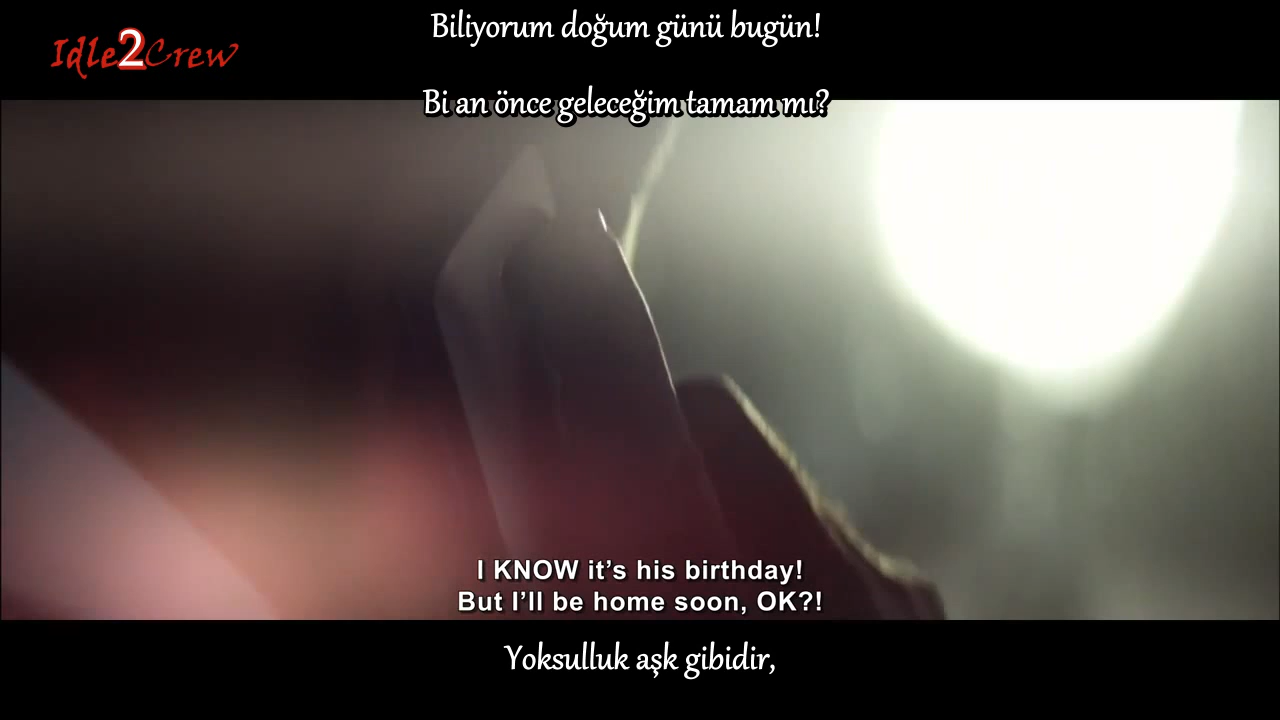 Biliyorum doğum günü bugün!
Idle2Crew
Bi an önce geleceğim tamam mı?
I KNOW it's his birthday!
But I'll be home soon, OK?!
Yoksulluk aşk gibidir,